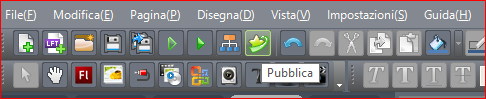 File(F) Modifica(E) Pagina(P) Disegna(D) Vista(V) Impostazioni(S) Guida(H)
LFT
Fl T T T
Pubblica